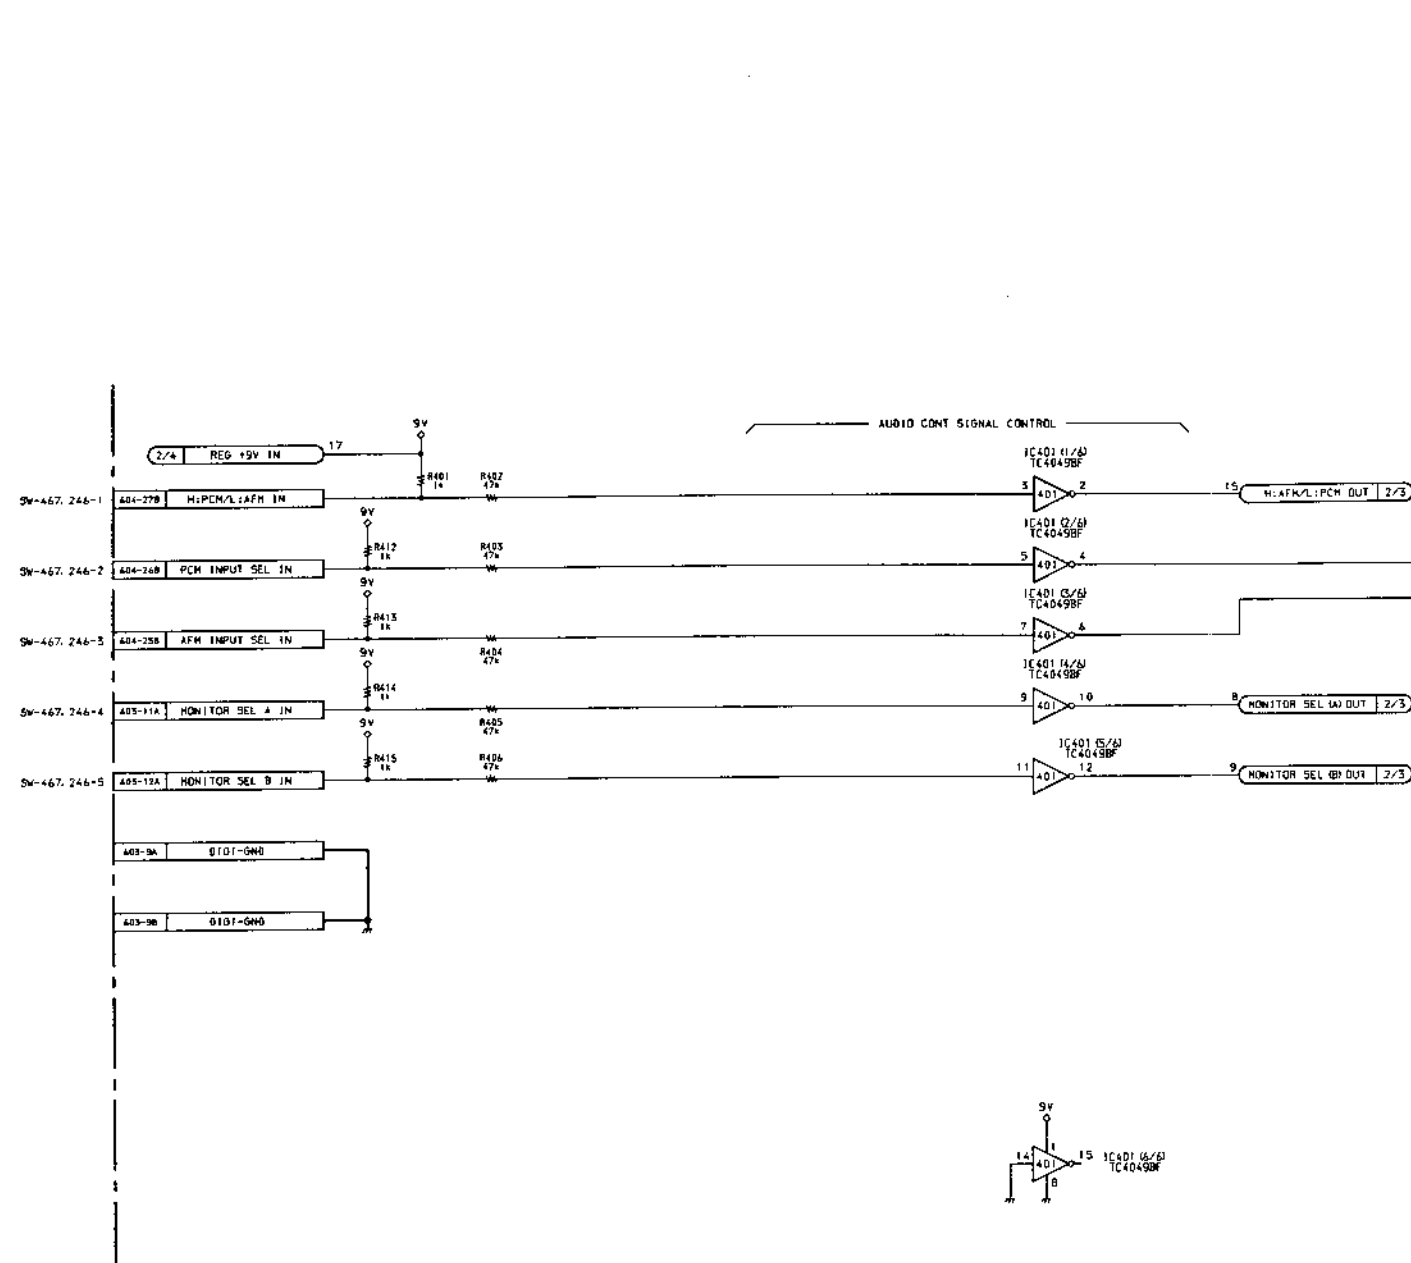 AUDIO CONT SIGNAL CONTROL
9V
2/4 REG +9V IN 17
R401
1k
R402
47k
IC401 (1/6)
TC4049BF
SW-467, 246-1 604-27B H:PCM/L:AFM IN
3 401 2
15 H:AFM/L:PCM OUT 2/3
9V
R412
1k
R403
47k
IC401 (2/6)
TC4049BF
SW-467, 246-2 604-26B PCM INPUT SEL IN
5 401 4
9V
R413
1k
R404
47k
IC401 (3/6)
TC4049BF
SW-467, 246-3 604-25B AFM INPUT SEL IN
7 401 6
9V
R414
1k
R405
47k
IC401 (4/6)
TC4049BF
SW-467, 246-4 603-11A MONITOR SEL A IN
9 401 10
8 MONITOR SEL (A) OUT 2/3
9V
R415
1k
R406
47k
IC401 (5/6)
TC4049BF
SW-467, 246-5 603-12A MONITOR SEL B IN
11 401 12
9 MONITOR SEL (B) OUT 2/3
603-9A DIGI-GND
603-9B DIGI-GND
9V
1
14 401 15 IC401 (6/6)
TC4049BF
8